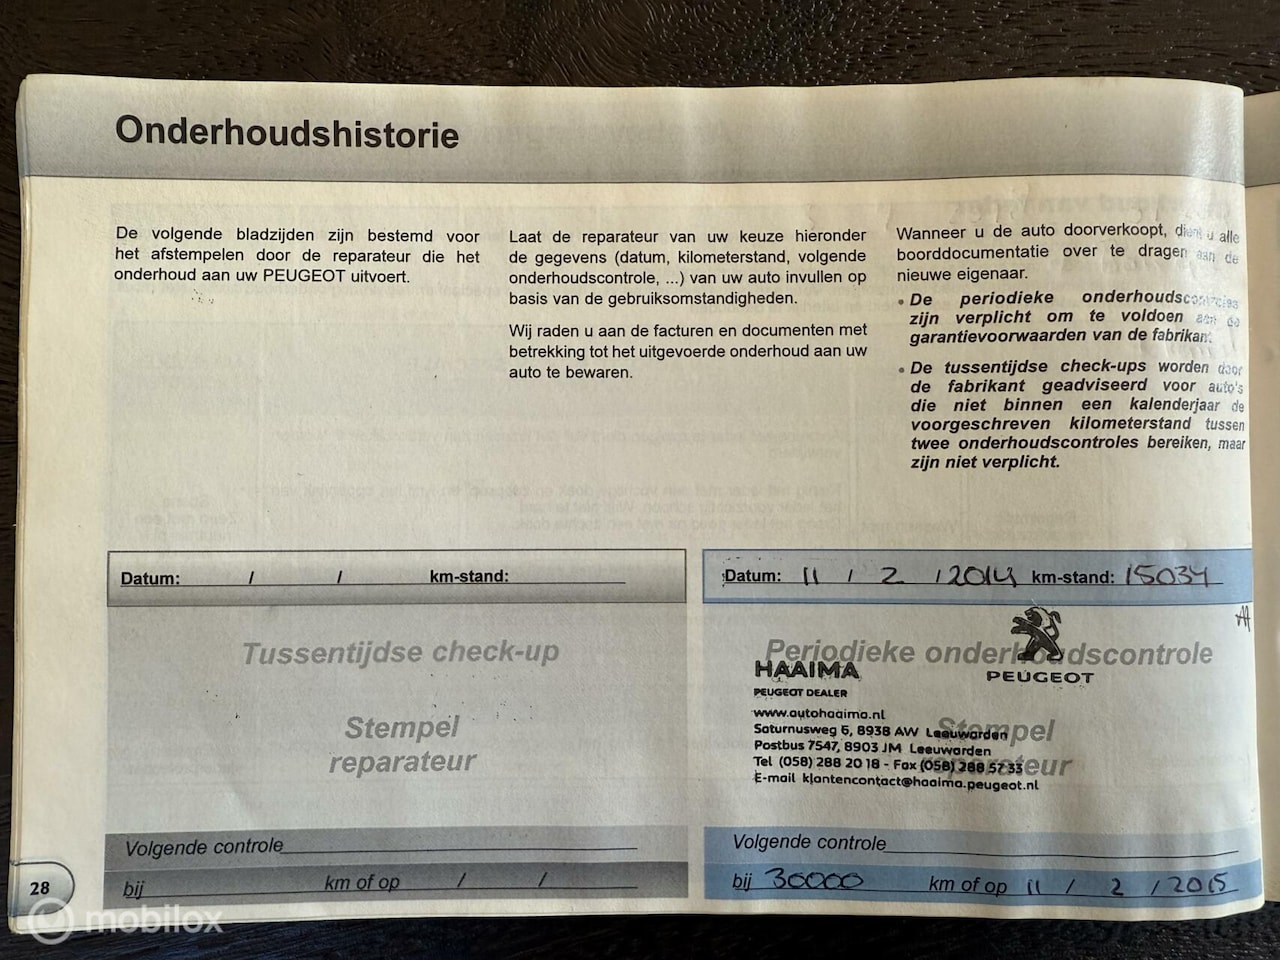 Onderhoudshistorie
De volgende bladzijden zijn bestemd voor
het afstempelen door de reparateur die het
onderhoud aan uw PEUGEOT uitvoert.
Laat de reparateur van uw keuze hieronder
de gegevens (datum, kilometerstand, volgende
onderhoudscontrole, ...) van uw auto invullen op
basis van de gebruiksomstandigheden.
Wij raden u aan de facturen en documenten met
betrekking tot het uitgevoerde onderhoud aan uw
auto te bewaren.
Wanneer u de auto doorverkoopt, dient u alle
boorddocumentatie over te dragen aan de
nieuwe eigenaar.
• De periodieke onderhoudscontroles
zijn verplicht om te voldoen aan de
garantievoorwaarden van de fabrikant.
• De tussentijdse check-ups worden door
de fabrikant geadviseerd voor auto's
die niet binnen een kalenderjaar de
voorgeschreven kilometerstand tussen
twee onderhoudscontroles bereiken, maar
zijn niet verplicht.
Datum: / / km-stand:
Tussentijdse check-up
Stempel
reparateur
Volgende controle
bij km of op / /
Datum: 11 / 2 / 2014 km-stand: 15034
Periodieke onderhoudscontrole
PEUGEOT
HAAIMA
PEUGEOT DEALER
www.autohaaima.nl
Saturnusweg 6, 8938 AW Leeuwarden
Postbus 7547, 8903 JM Leeuwarden
Tel (058) 288 20 18 - Fax (058) 288 57 33
E-mail klantencontact@haaima.peugeot.nl
Stempel
reparateur
Volgende controle
bij 30000 km of op 11 / 2 / 2015
28
mobilox